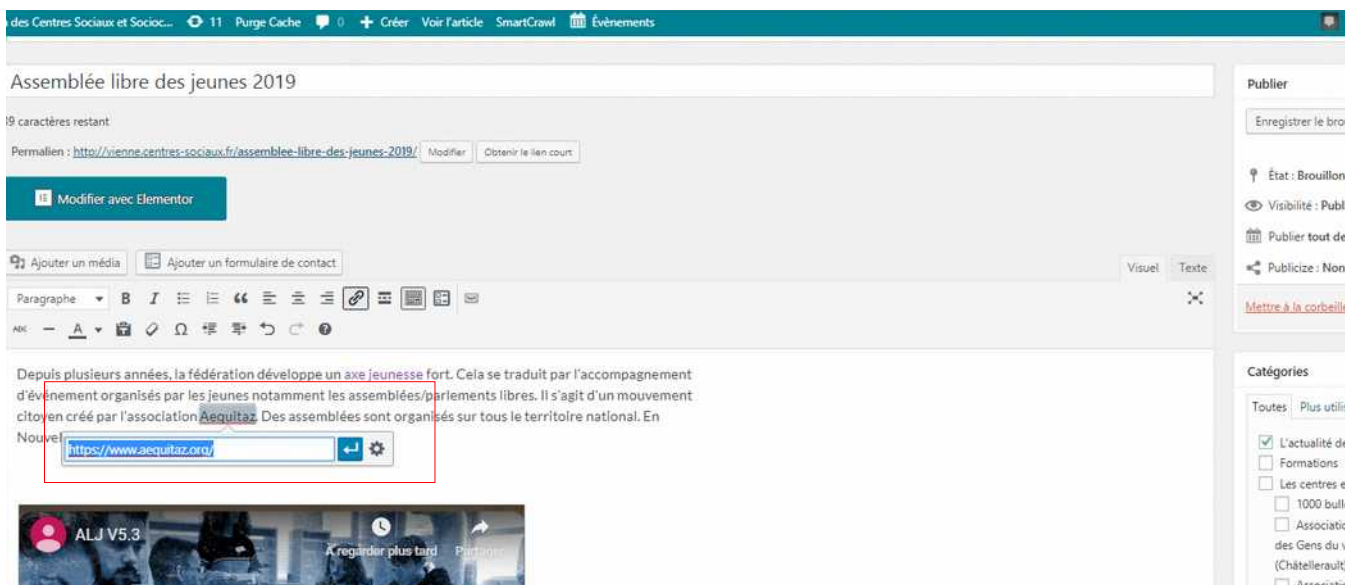 des Centres Sociaux et Socioc... 11 Purge Cache 0 + Créer Voir l'article SmartCrawl Évènements
Assemblée libre des jeunes 2019
caractères restant
Permalien : http://vienne.centres-sociaux.fr/assemblee-libre-des-jeunes-2019/ Modifier Obtenir le lien court
Modifier avec Elementor
Ajouter un média Ajouter un formulaire de contact
Visuel Texte
Paragraphe
B I
ABC A Ω
Depuis plusieurs années, la fédération développe un axe jeunesse fort. Cela se traduit par l'accompagnement
d'événement organisés par les jeunes notamment les assemblées/parlements libres. Il s'agit d'un mouvement
citoyen créé par l'association Aequitaz. Des assemblées sont organisés sur tous le territoire national. En
Nouvel
https://www.aequitaz.org/
ALJ V5.3
À regarder plus tard Partager
Publier
Enregistrer le bro
État : Brouillon
Visibilité : Publ
Publier tout de
Publicize : Non
Mettre à la corbeille
Catégories
Toutes Plus utilis
L'actualité de
Formations
Les centres e
1000 bull
Associatio
des Gens du v
(Châtellerault)
Associatio